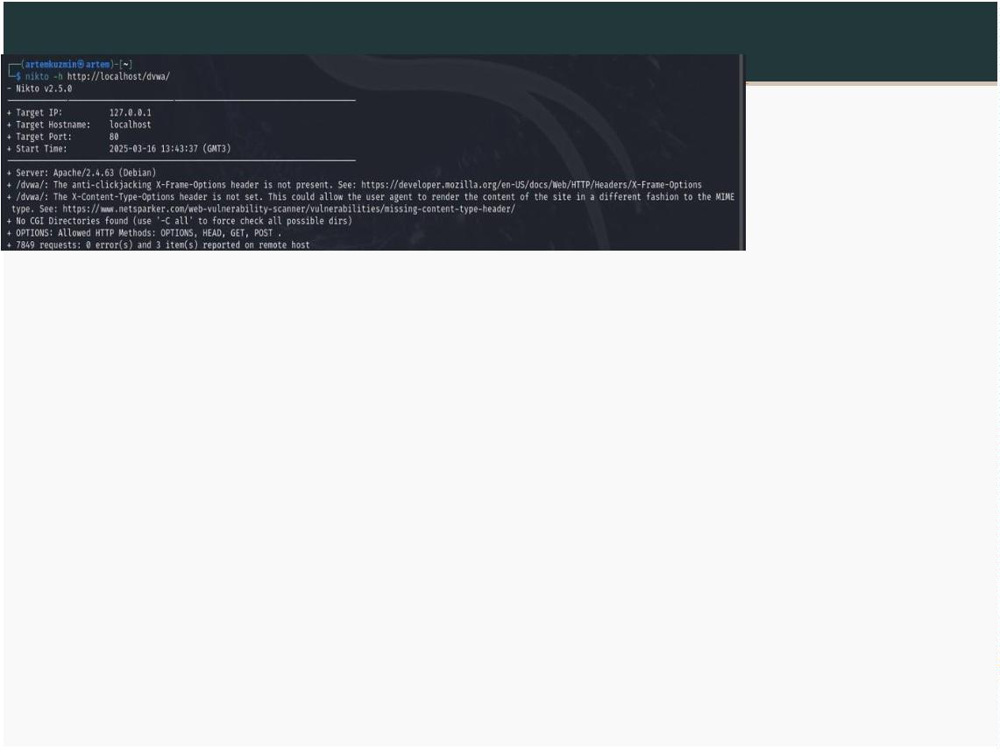 (artemkuzmin㉿artem)-[~]
$ nikto -h http://localhost/dvwa/
- Nikto v2.5.0
+ Target IP: 127.0.0.1
+ Target Hostname: localhost
+ Target Port: 80
+ Start Time: 2025-03-16 13:43:37 (GMT3)
+ Server: Apache/2.4.63 (Debian)
+ /dvwa/: The anti-clickjacking X-Frame-Options header is not present. See: https://developer.mozilla.org/en-US/docs/Web/HTTP/Headers/X-Frame-Options
+ /dvwa/: The X-Content-Type-Options header is not set. This could allow the user agent to render the content of the site in a different fashion to the MIME
type. See: https://www.netsparker.com/web-vulnerability-scanner/vulnerabilities/missing-content-type-header/
+ No CGI Directories found (use '-C all' to force check all possible dirs)
+ OPTIONS: Allowed HTTP Methods: OPTIONS, HEAD, GET, POST .
+ 7849 requests: 0 error(s) and 3 item(s) reported on remote host